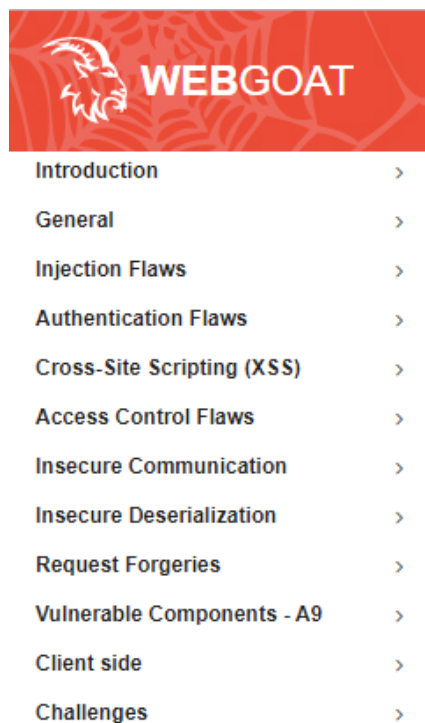 WEBGOAT
Introduction
General
Injection Flaws
Authentication Flaws
Cross-Site Scripting (XSS)
Access Control Flaws
Insecure Communication
Insecure Deserialization
Request Forgeries
Vulnerable Components - A9
Client side
Challenges